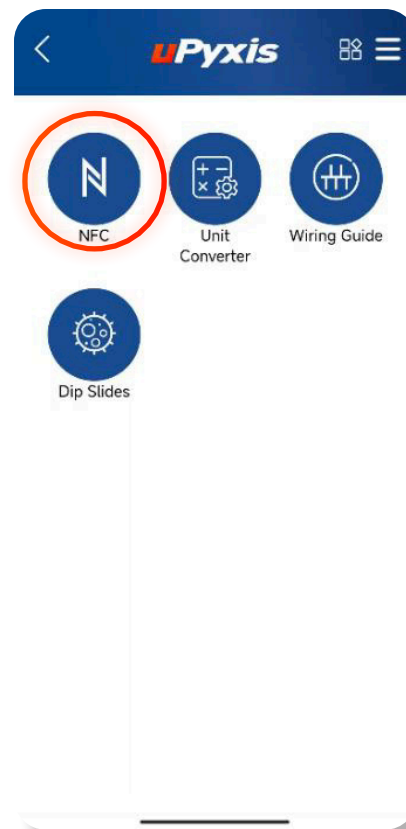 uPyxis
NFC
Unit
Converter
Wiring Guide
Dip Slides